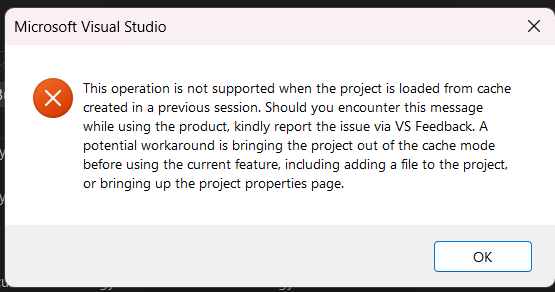 Microsoft Visual Studio
This operation is not supported when the project is loaded from cache
created in a previous session. Should you encounter this message
while using the product, kindly report the issue via VS Feedback. A
potential workaround is bringing the project out of the cache mode
before using the current feature, including adding a file to the project,
or bringing up the project properties page.
OK